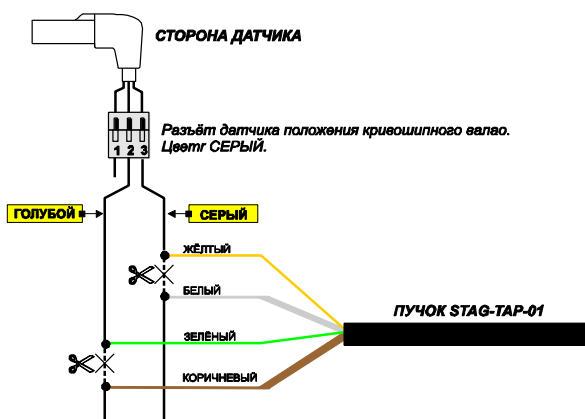 СТОРОНА ДАТЧИКА
Разъём датчика положения кривошипного валао.
Цветг СЕРЫЙ.
1 2 3
ГОЛУБОЙ
СЕРЫЙ
ЖЁЛТЫЙ
БЕЛЫЙ
ПУЧОК STAG-TAP-01
ЗЕЛЁНЫЙ
КОРИЧНЕВЫЙ